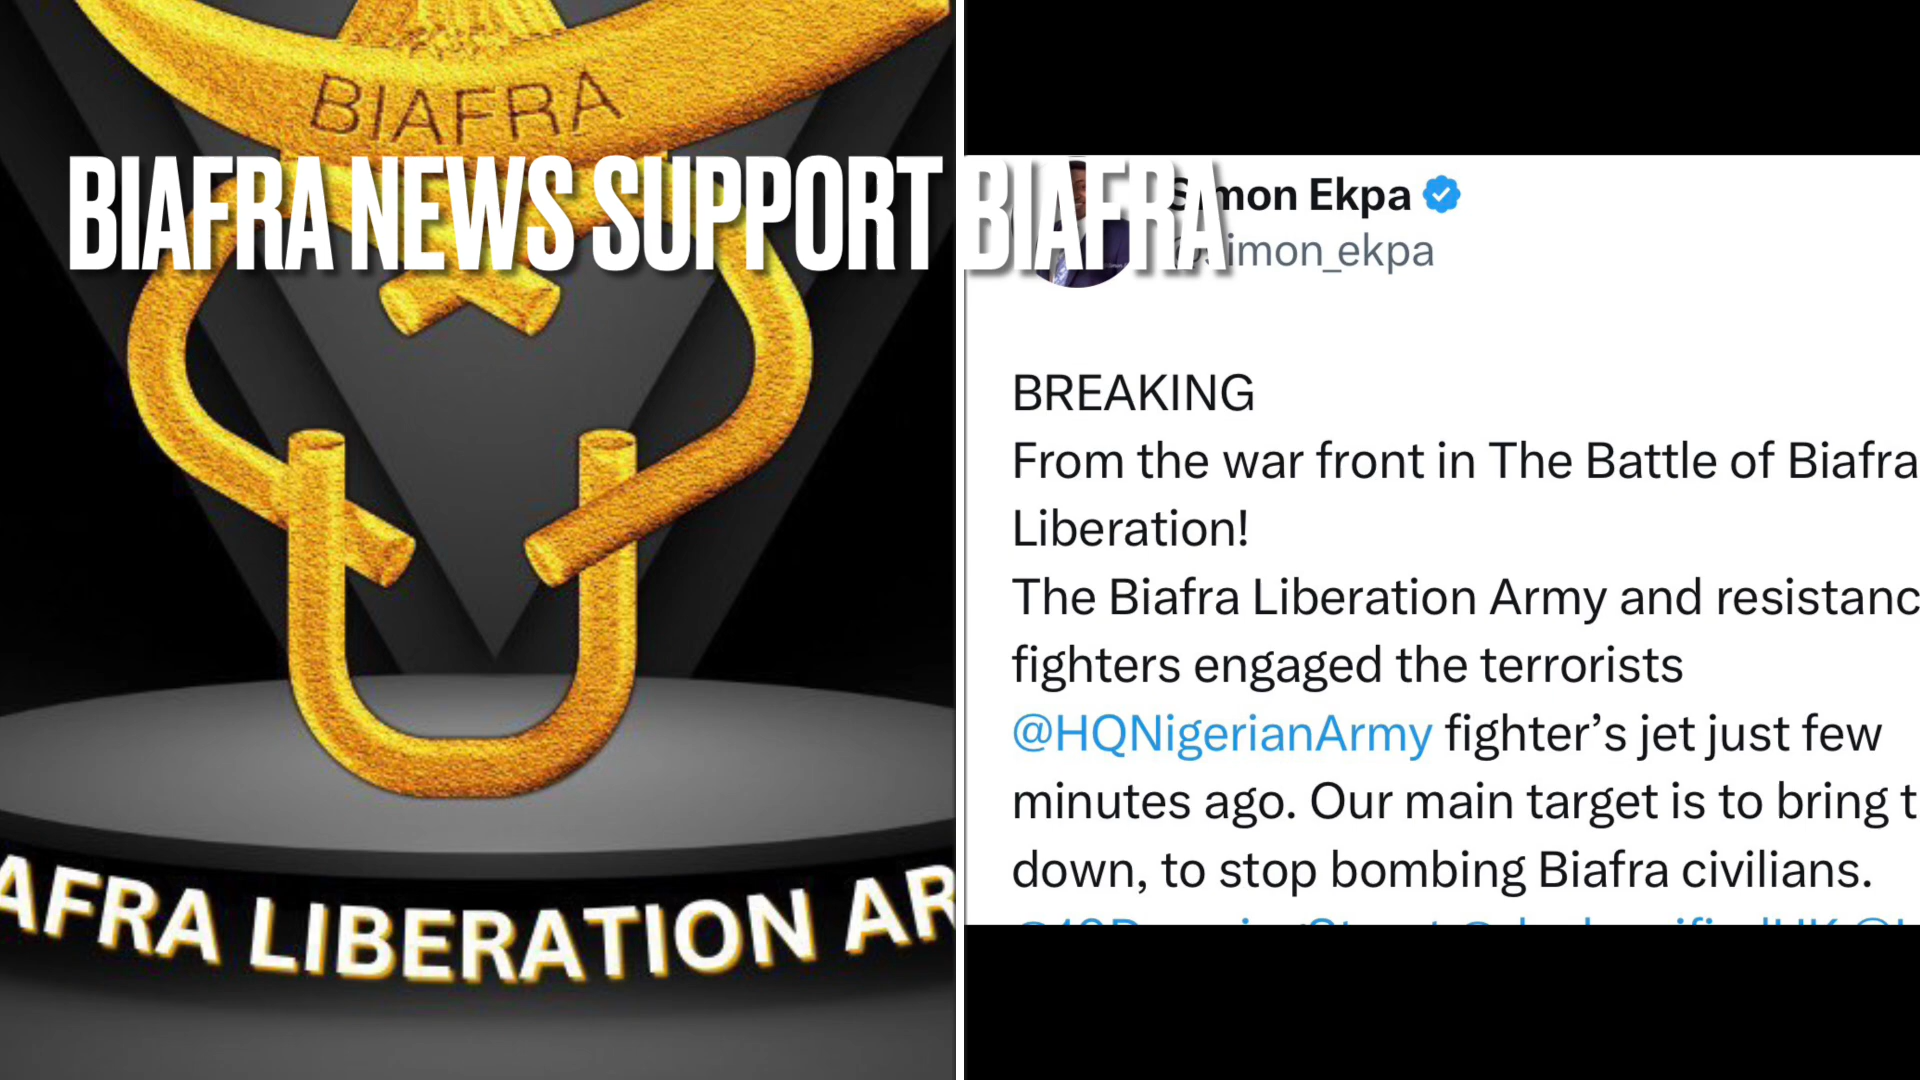 BIAFRA
BIAFRA NEWS SUPPORT BIAFRA
AFRA LIBERATION AR
Simon Ekpa
@simon_ekpa
BREAKING
From the war front in The Battle of Biafra
Liberation!
The Biafra Liberation Army and resistanc
fighters engaged the terrorists
@HQNigerianArmy fighter’s jet just few
minutes ago. Our main target is to bring t
down, to stop bombing Biafra civilians.